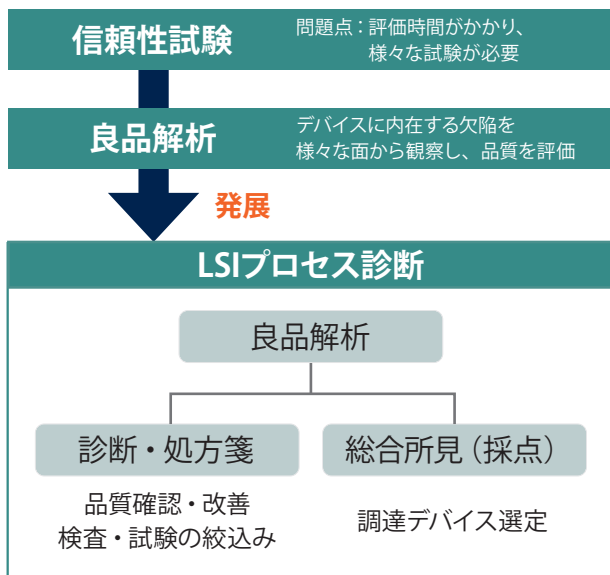 信頼性試験
問題点：評価時間がかかり、
様々な試験が必要
良品解析
デバイスに内在する欠陥を
様々な面から観察し、品質を評価
発展
LSIプロセス診断
良品解析
診断・処方箋
総合所見（採点）
品質確認・改善
検査・試験の絞込み
調達デバイス選定